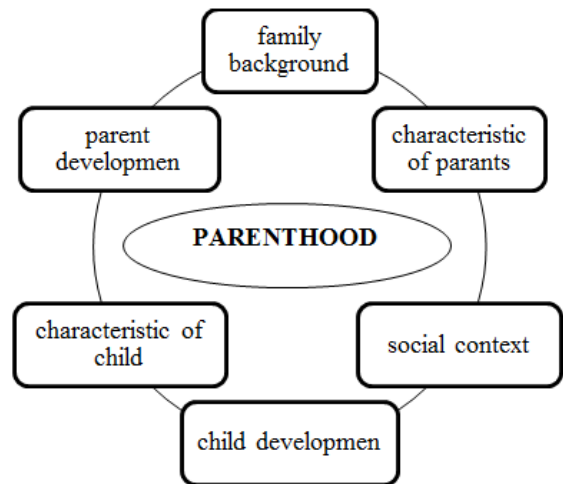 family
background
parent
developmen
characteristic
of parants
PARENTHOOD
characteristic of
child
social context
child developmen